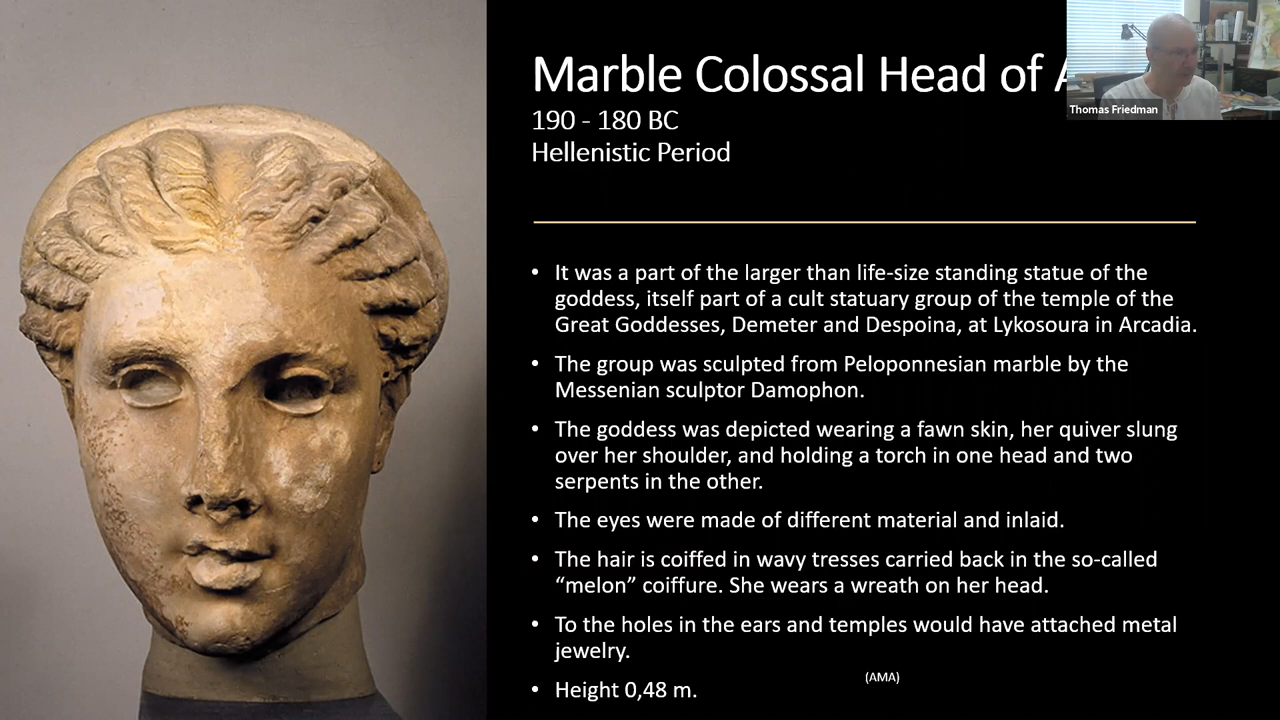 Marble Colossal Head of
190 - 180 BC
Hellenistic Period
Thomas Friedman
• It was a part of the larger than life-size standing statue of the
goddess, itself part of a cult statuary group of the temple of the
Great Goddesses, Demeter and Despoina, at Lykosoura in Arcadia.
• The group was sculpted from Peloponnesian marble by the
Messenian sculptor Damophon.
• The goddess was depicted wearing a fawn skin, her quiver slung
over her shoulder, and holding a torch in one head and two
serpents in the other.
• The eyes were made of different material and inlaid.
• The hair is coiffed in wavy tresses carried back in the so-called
“melon” coiffure. She wears a wreath on her head.
• To the holes in the ears and temples would have attached metal
jewelry.
(AMA)
• Height 0,48 m.